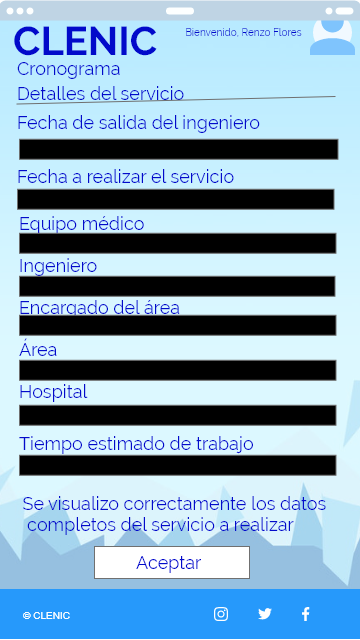 CLENIC
Bienvenido, Renzo Flores
Cronograma
Detalles del servicio
Fecha de salida del ingeniero
Fecha a realizar el servicio
Equipo médico
Ingeniero
Encargado del área
Área
Hospital
Tiempo estimado de trabajo
Se visualizo correctamente los datos
completos del servicio a realizar
Aceptar
© CLENIC